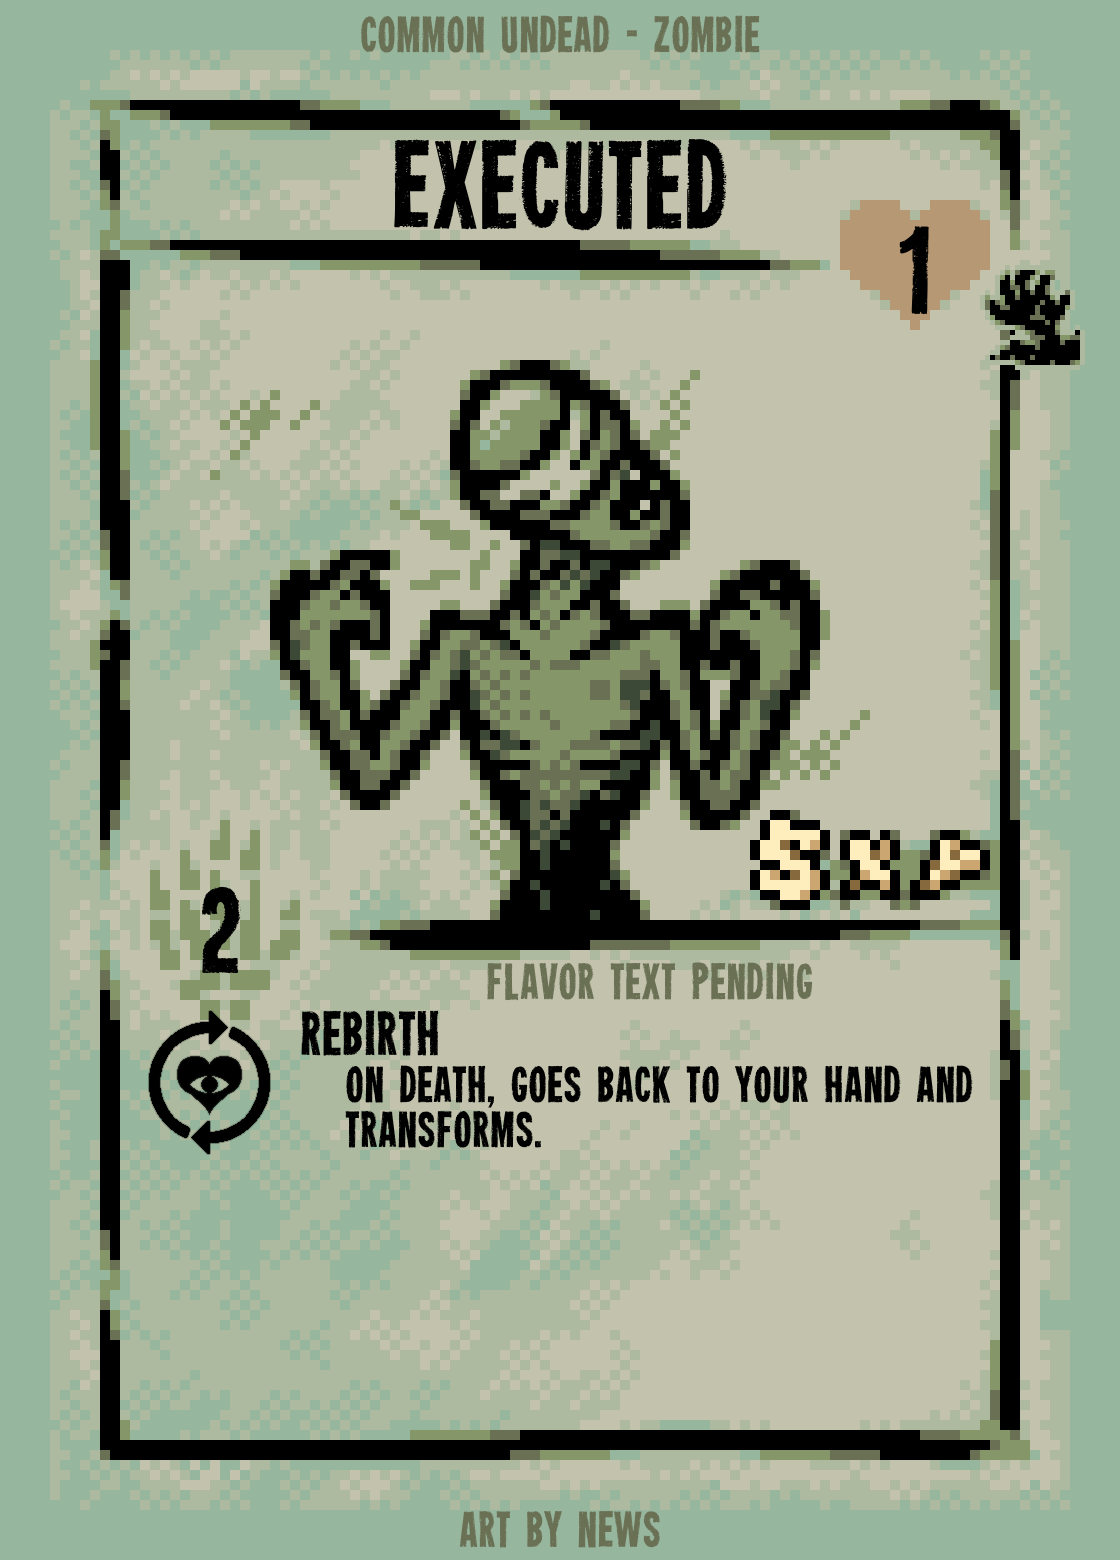 COMMON UNDEAD - ZOMBIE
EXECUTED
1
2
FLAVOR TEXT PENDING
REBIRTH
ON DEATH, GOES BACK TO YOUR HAND AND
TRANSFORMS.
ART BY NEWS